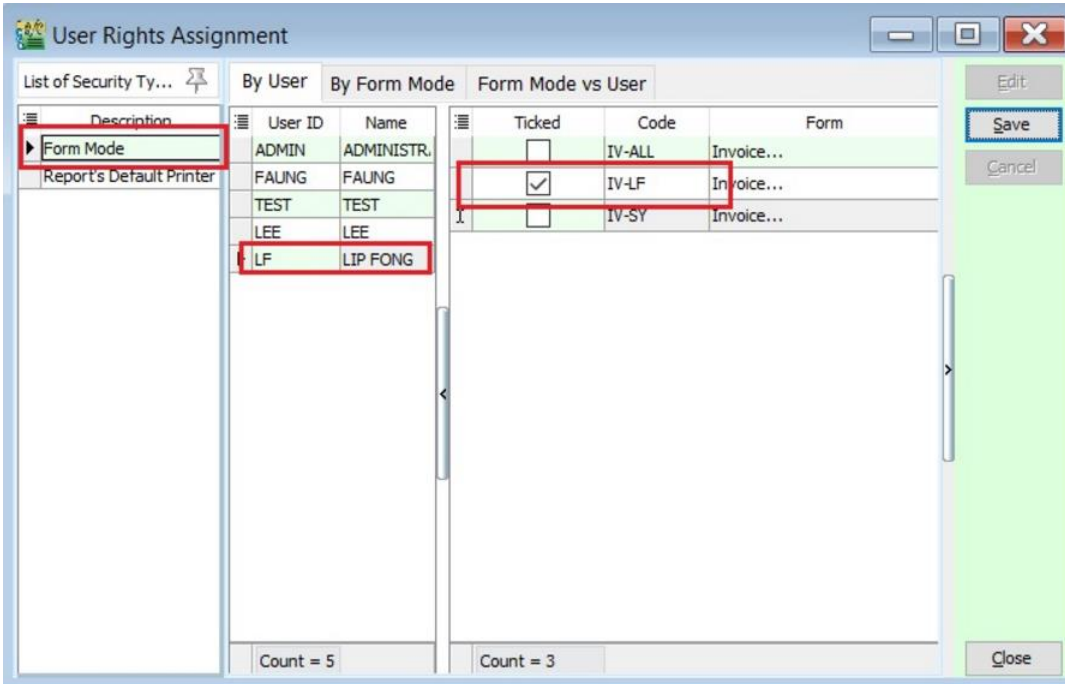 User Rights Assignment
List of Security Ty...
By User By Form Mode Form Mode vs User
Edit
Description User ID Name Ticked Code Form
Save
Form Mode ADMIN ADMINISTR. IV-ALL Invoice...
Cancel
Report's Default Printer FAUNG FAUNG IV-LF Invoice...
TEST TEST IV-SY Invoice...
LEE LEE
LF LIP FONG
Count = 5 Count = 3
Close